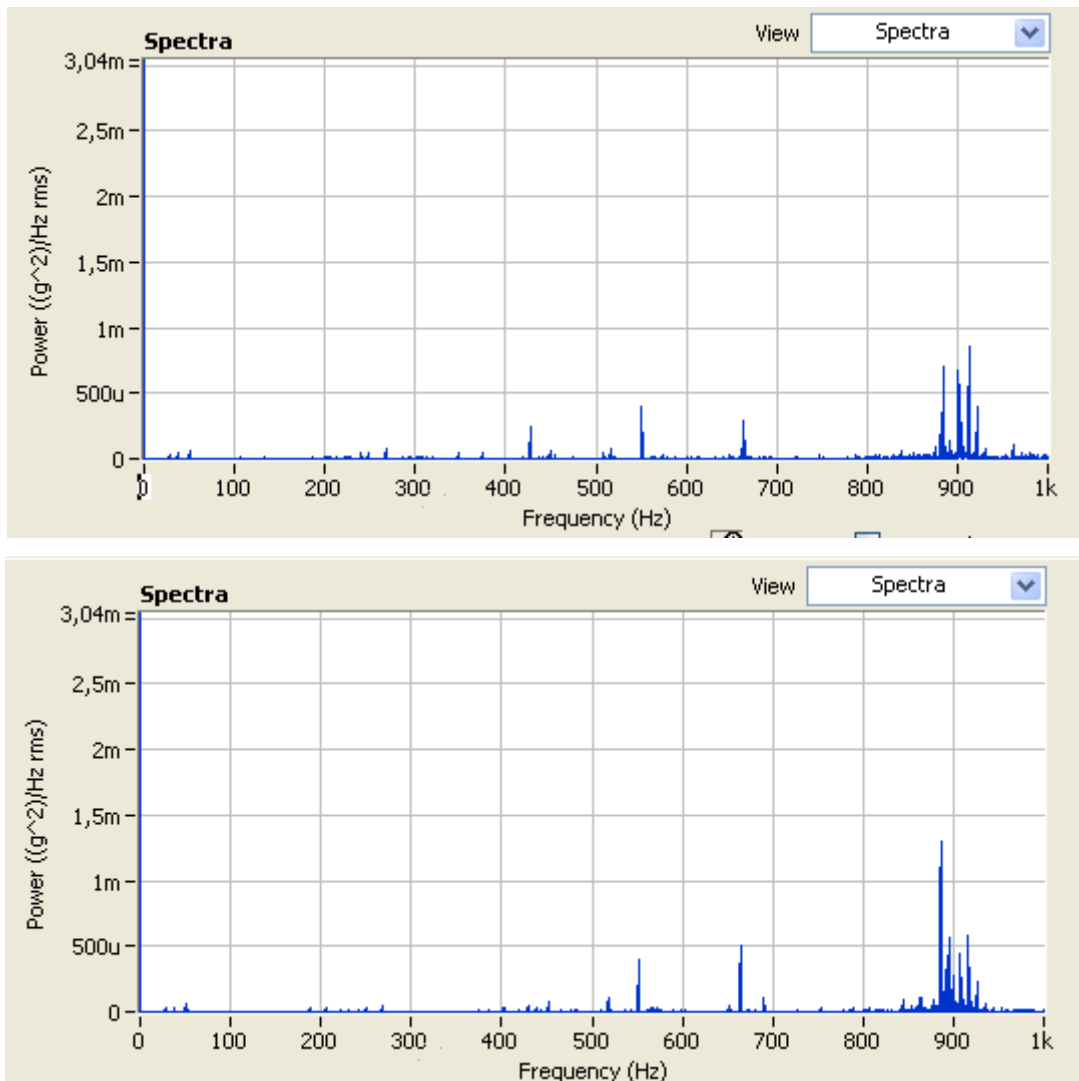 Spectra
View Spectra
3,04m
2,5m
2m
1,5m
1m
500u
0
Power ((g^2)/Hz rms)
0 100 200 300 400 500 600 700 800 900 1k
Frequency (Hz)
Spectra
View Spectra
3,04m
2,5m
2m
1,5m
1m
500u
0
Power ((g^2)/Hz rms)
0 100 200 300 400 500 600 700 800 900 1k
Frequency (Hz)